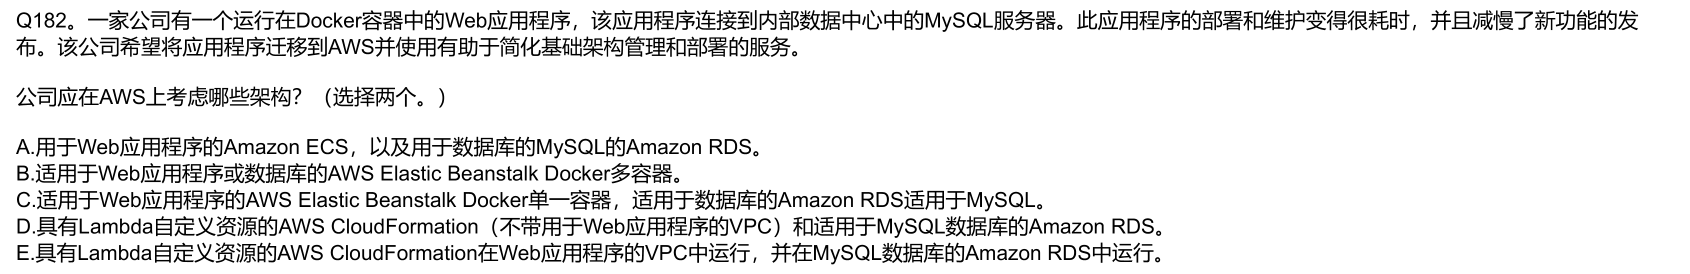 Q182。一家公司有一个运行在Docker容器中的Web应用程序，该应用程序连接到内部数据中心中的MySQL服务器。此应用程序的部署和维护变得很耗时，并且减慢了新功能的发
布。该公司希望将应用程序迁移到AWS并使用有助于简化基础架构管理和部署的服务。
公司应在AWS上考虑哪些架构？（选择两个。）
A.用于Web应用程序的Amazon ECS，以及用于数据库的MySQL的Amazon RDS。
B.适用于Web应用程序或数据库的AWS Elastic Beanstalk Docker多容器。
C.适用于Web应用程序的AWS Elastic Beanstalk Docker单一容器，适用于数据库的Amazon RDS适用于MySQL。
D.具有Lambda自定义资源的AWS CloudFormation（不带用于Web应用程序的VPC）和适用于MySQL数据库的Amazon RDS。
E.具有Lambda自定义资源的AWS CloudFormation在Web应用程序的VPC中运行，并在MySQL数据库的Amazon RDS中运行。